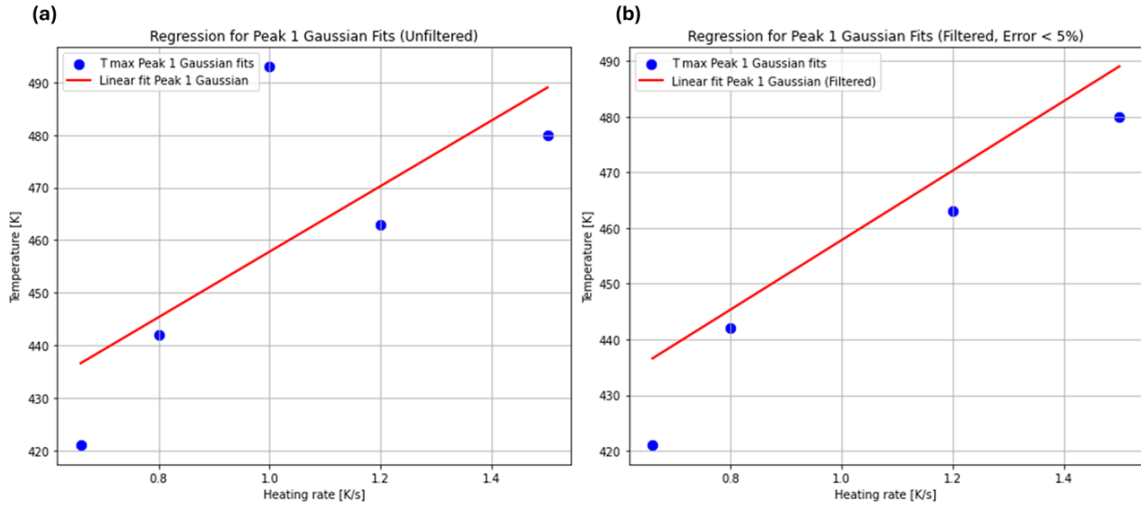 (a)
Regression for Peak 1 Gaussian Fits (Unfiltered)
T max Peak 1 Gaussian fits
Linear fit Peak 1 Gaussian
490
480
470
460
450
440
430
420
Temperature [K]
0.8
1.0
1.2
1.4
Heating rate [K/s]
(b)
Regression for Peak 1 Gaussian Fits (Filtered, Error < 5%)
T max Peak 1 Gaussian fits
Linear fit Peak 1 Gaussian (Filtered)
490
480
470
460
450
440
430
420
Temperature [K]
0.8
1.0
1.2
1.4
Heating rate [K/s]